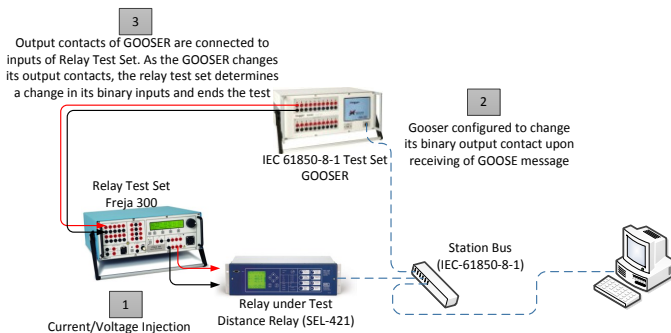 3
Output contacts of GOOSER are connected to
inputs of Relay Test Set. As the GOOSER changes
its output contacts, the relay test set determines
a change in its binary inputs and ends the test
2
Gooser configured to change
its binary output contact upon
receiving of GOOSE message
IEC 61850-8-1 Test Set
GOOSER
Relay Test Set
Freja 300
Station Bus
(IEC-61850-8-1)
Relay under Test
Distance Relay (SEL-421)
1
Current/Voltage Injection